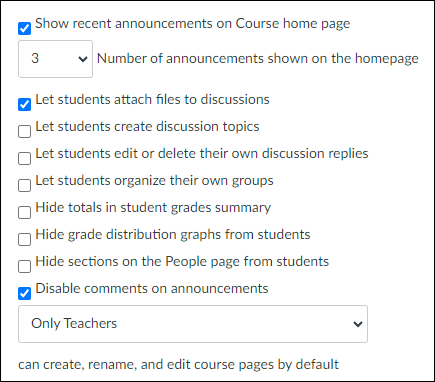 Show recent announcements on Course home page
3 Number of announcements shown on the homepage
Let students attach files to discussions
Let students create discussion topics
Let students edit or delete their own discussion replies
Let students organize their own groups
Hide totals in student grades summary
Hide grade distribution graphs from students
Hide sections on the People page from students
Disable comments on announcements
Only Teachers
can create, rename, and edit course pages by default